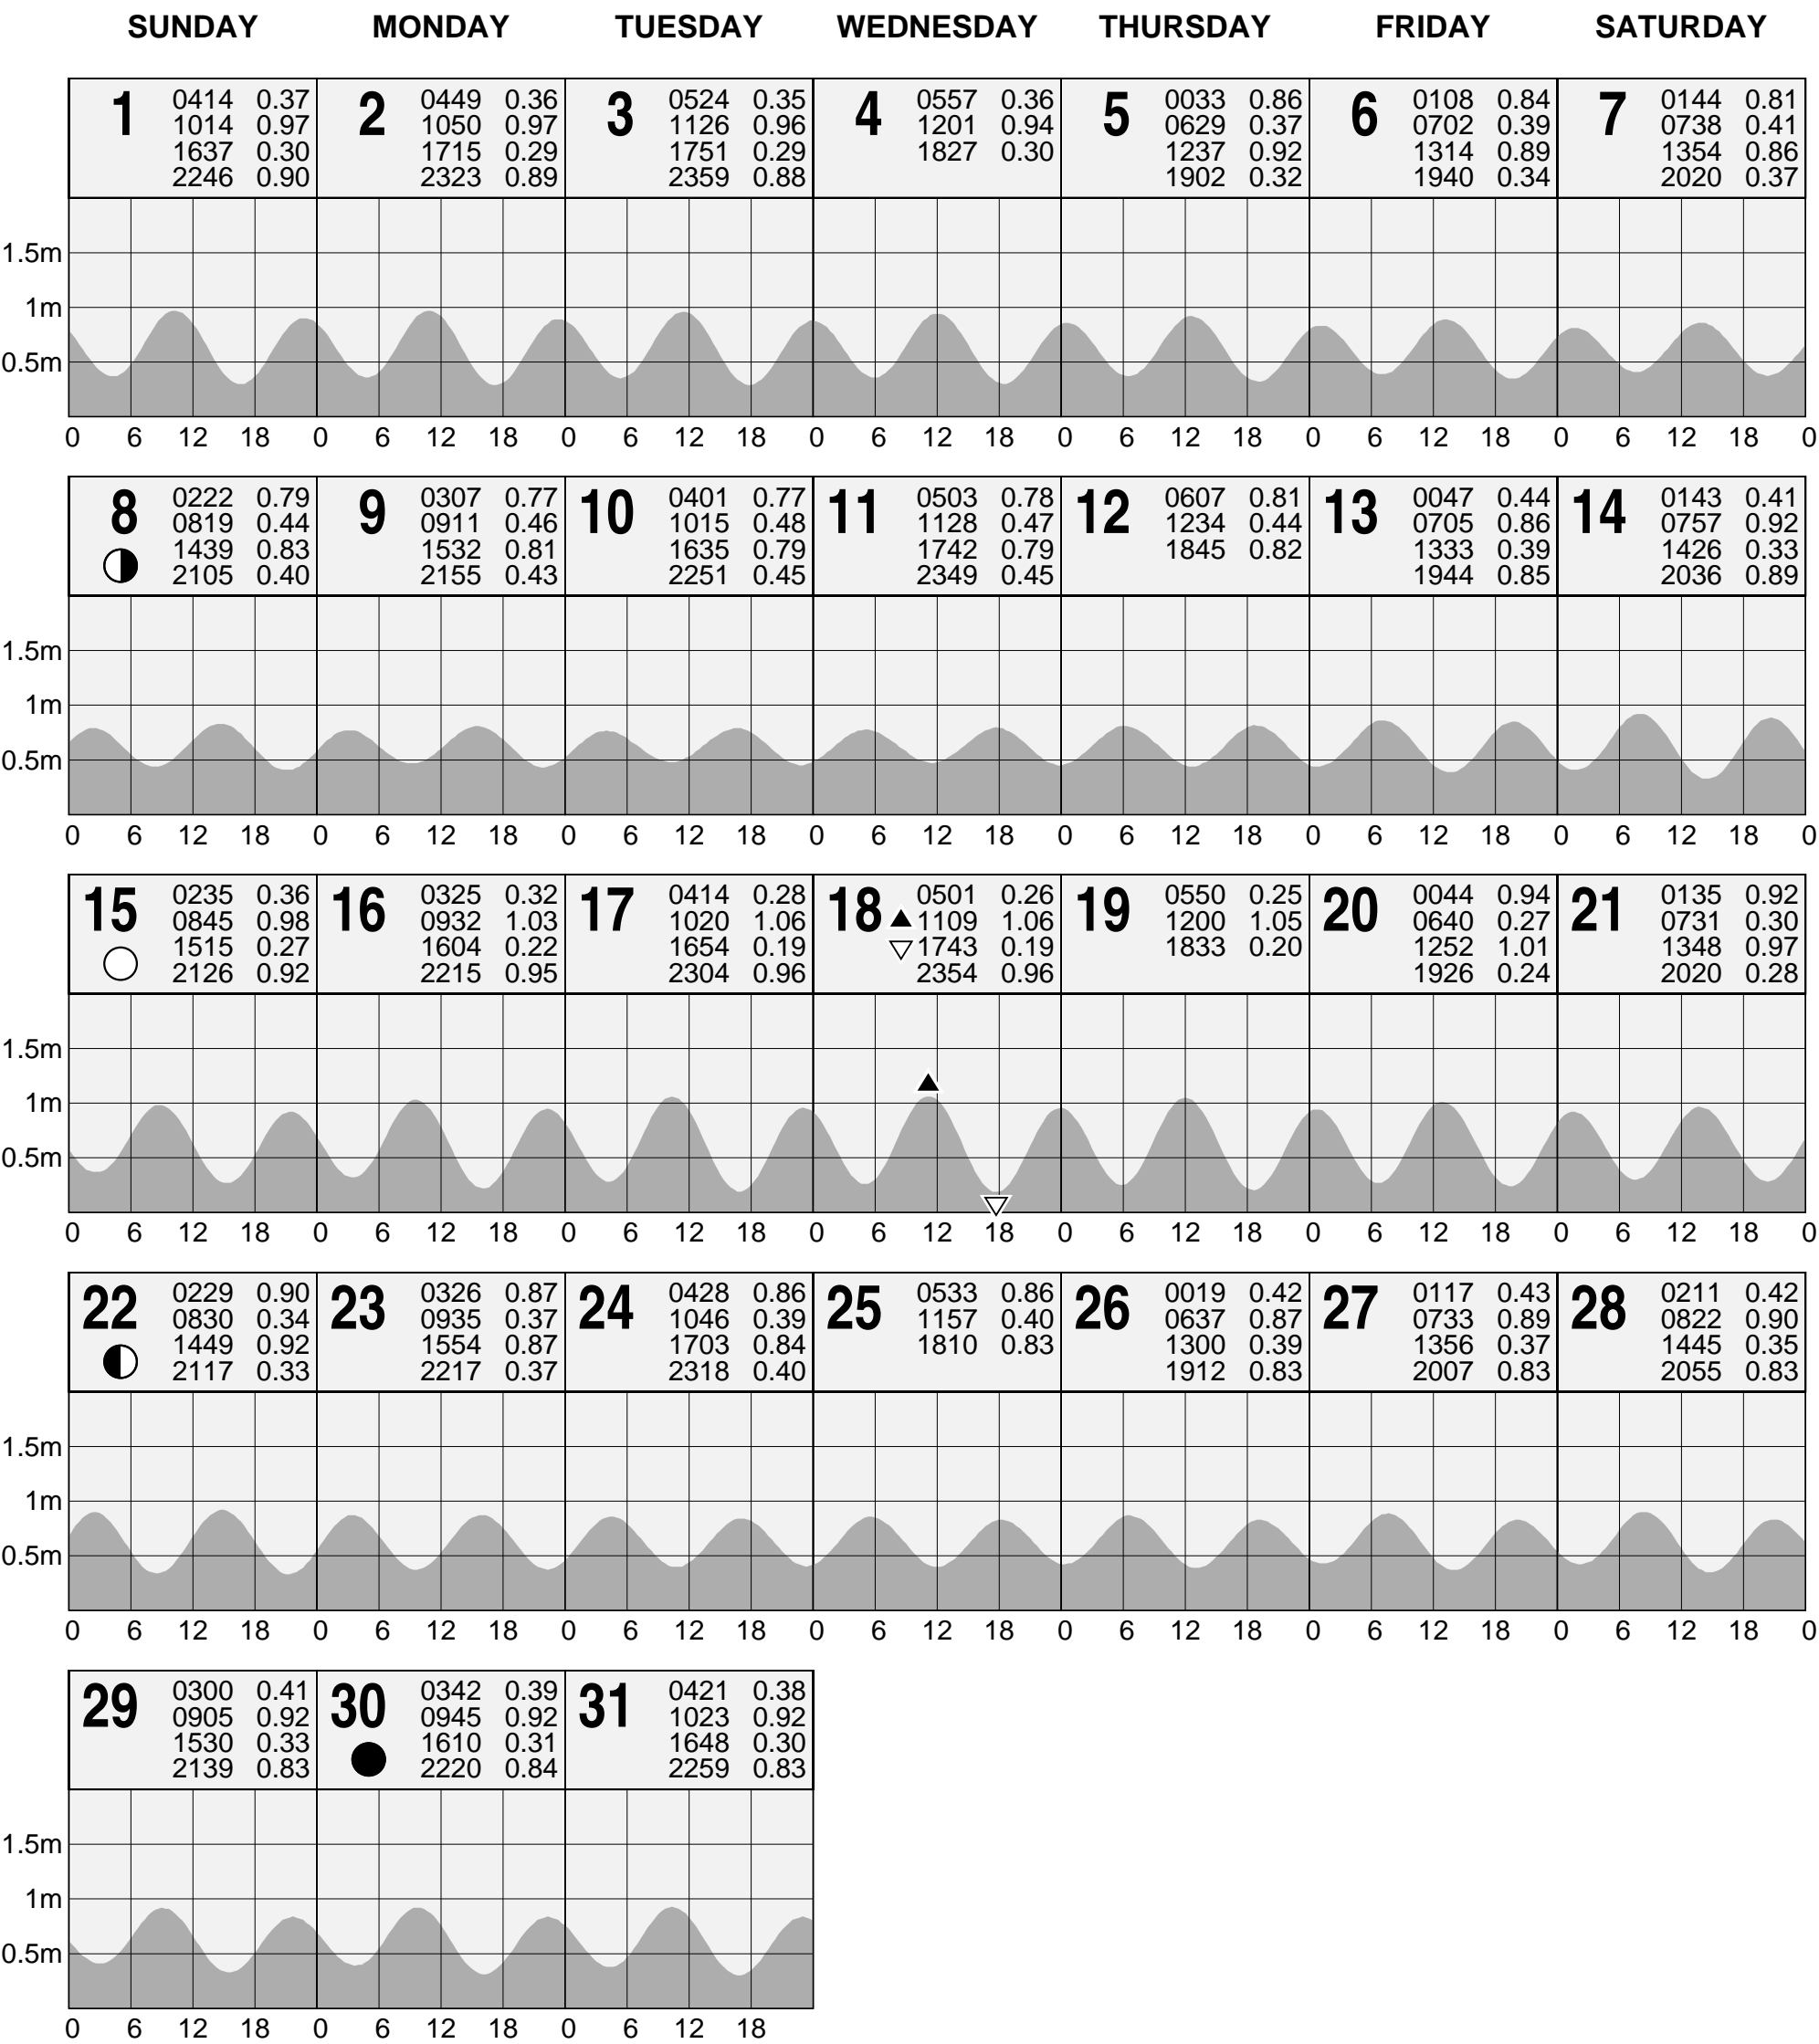 SUNDAY MONDAY TUESDAY WEDNESDAY THURSDAY FRIDAY SATURDAY
1 0414 0.37
1014 0.97
1637 0.30
2246 0.90
2 0449 0.36
1050 0.97
1715 0.29
2323 0.89
3 0524 0.35
1126 0.96
1751 0.29
2359 0.88
4 0557 0.36
1201 0.94
1827 0.30
5 0033 0.86
0629 0.37
1237 0.92
1902 0.32
6 0108 0.84
0702 0.39
1314 0.89
1940 0.34
7 0144 0.81
0738 0.41
1354 0.86
2020 0.37
1.5m
1m
0.5m
0 6 12 18 0 6 12 18 0 6 12 18 0 6 12 18 0 6 12 18 0 6 12 18 0 6 12 18 0
8 0222 0.79
0819 0.44
1439 0.83
2105 0.40
9 0307 0.77
0911 0.46
1532 0.81
2155 0.43
10 0401 0.77
1015 0.48
1635 0.79
2251 0.45
11 0503 0.78
1128 0.47
1742 0.79
2349 0.45
12 0607 0.81
1234 0.44
1845 0.82
13 0047 0.44
0705 0.86
1333 0.39
1944 0.85
14 0143 0.41
0757 0.92
1426 0.33
2036 0.89
1.5m
1m
0.5m
0 6 12 18 0 6 12 18 0 6 12 18 0 6 12 18 0 6 12 18 0 6 12 18 0 6 12 18 0
15 0235 0.36
0845 0.98
1515 0.27
2126 0.92
16 0325 0.32
0932 1.03
1604 0.22
2215 0.95
17 0414 0.28
1020 1.06
1654 0.19
2304 0.96
18 0501 0.26
1109 1.06
1743 0.19
2354 0.96
19 0550 0.25
1200 1.05
1833 0.20
20 0044 0.94
0640 0.27
1252 1.01
1926 0.24
21 0135 0.92
0731 0.30
1348 0.97
2020 0.28
1.5m
1m
0.5m
0 6 12 18 0 6 12 18 0 6 12 18 0 6 12 18 0 6 12 18 0 6 12 18 0 6 12 18 0
22 0229 0.90
0830 0.34
1449 0.92
2117 0.33
23 0326 0.87
0935 0.37
1554 0.87
2217 0.37
24 0428 0.86
1046 0.39
1703 0.84
2318 0.40
25 0533 0.86
1157 0.40
1810 0.83
26 0019 0.42
0637 0.87
1300 0.39
1912 0.83
27 0117 0.43
0733 0.89
1356 0.37
2007 0.83
28 0211 0.42
0822 0.90
1445 0.35
2055 0.83
1.5m
1m
0.5m
0 6 12 18 0 6 12 18 0 6 12 18 0 6 12 18 0 6 12 18 0 6 12 18 0 6 12 18 0
29 0300 0.41
0905 0.92
1530 0.33
2139 0.83
30 0342 0.39
0945 0.92
1610 0.31
2220 0.84
31 0421 0.38
1023 0.92
1648 0.30
2259 0.83
1.5m
1m
0.5m
0 6 12 18 0 6 12 18 0 6 12 18